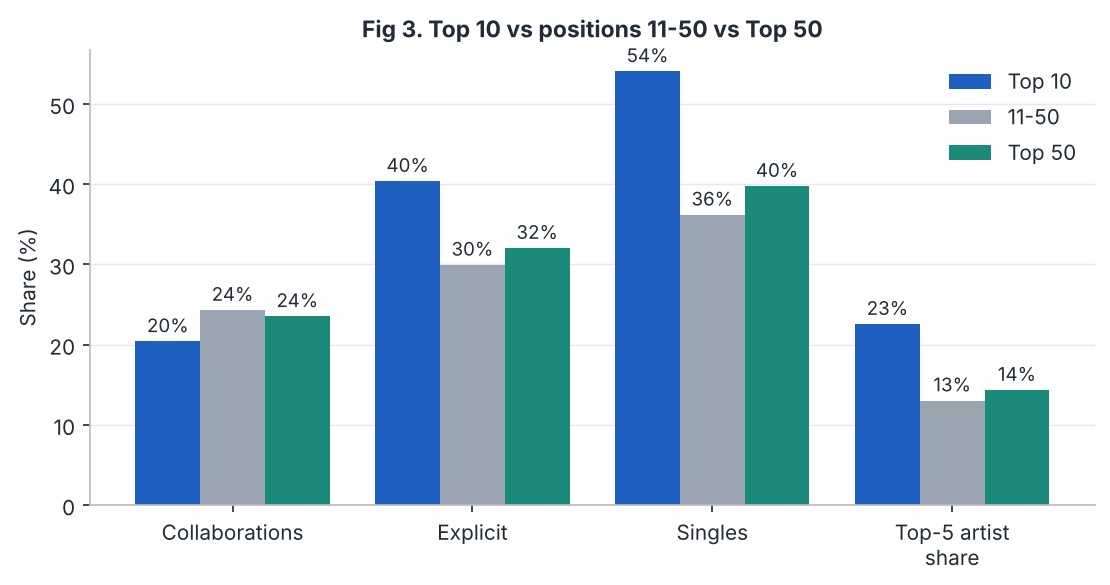 Fig 3. Top 10 vs positions 11-50 vs Top 50
Share (%)
50
40
30
20
10
0
20%
24%
24%
40%
30%
32%
54%
36%
40%
23%
13%
14%
Top 10
11-50
Top 50
Collaborations
Explicit
Singles
Top-5 artist
share